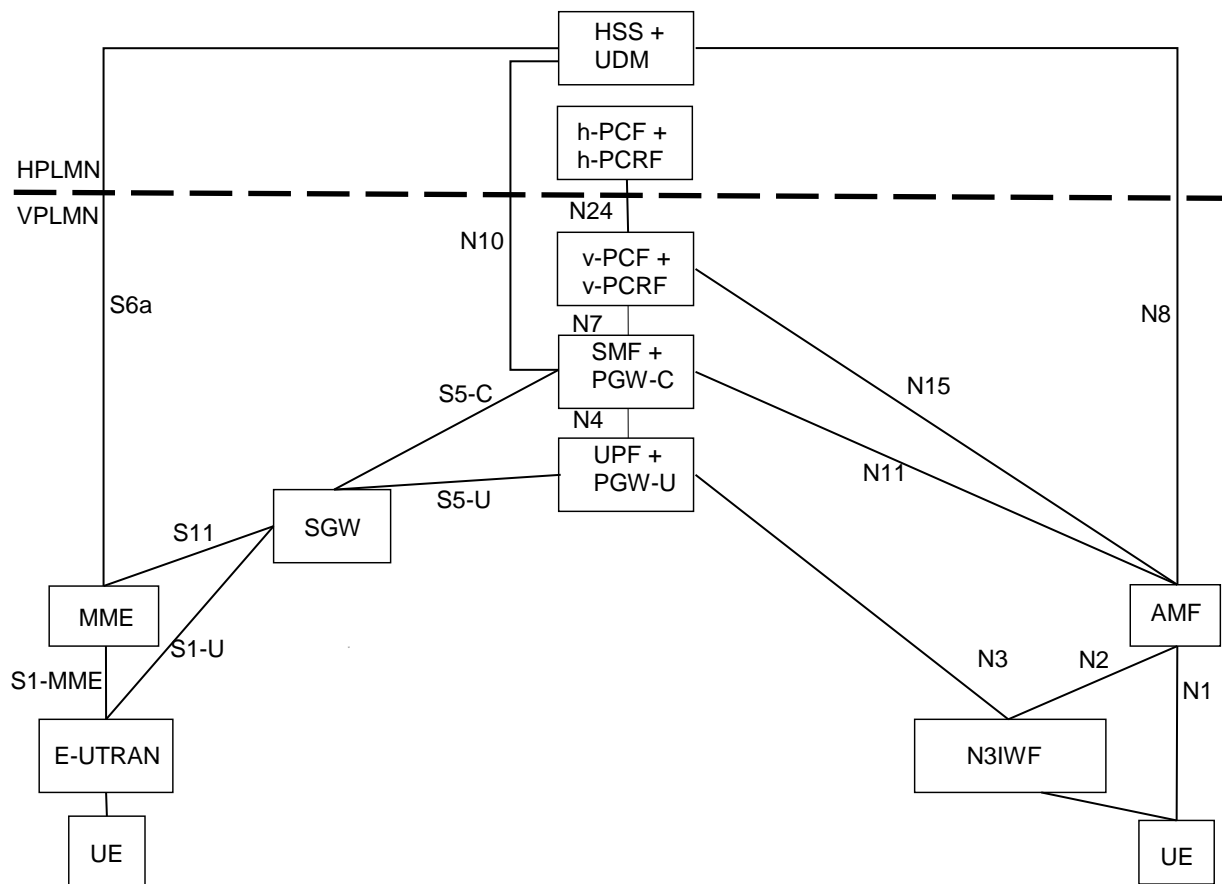 HSS +
UDM
h-PCF +
h-PCRF
HPLMN
VPLMN
N24
N10
v-PCF +
v-PCRF
S6a
N8
N7
SMF +
PGW-C
N15
S5-C
N4
UPF +
PGW-U
N11
S5-U
SGW
S11
MME
AMF
S1-U
N3
N2
S1-MME
N1
E-UTRAN
N3IWF
UE
UE